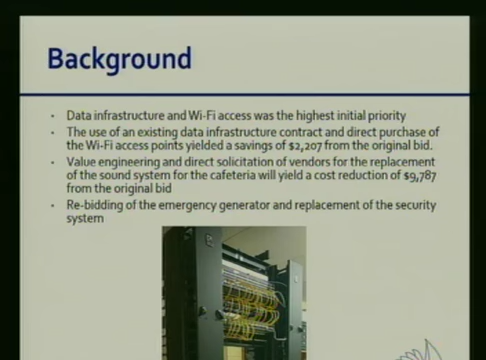 Background
• Data infrastructure and Wi-Fi access was the highest initial priority
• The use of an existing data infrastructure contract and direct purchase of
the Wi-Fi access points yielded a savings of $2,207 from the original bid.
• Value engineering and direct solicitation of vendors for the replacement
of the sound system for the cafeteria will yield a cost reduction of $9,787
from the original bid
• Re-bidding of the emergency generator and replacement of the security
system